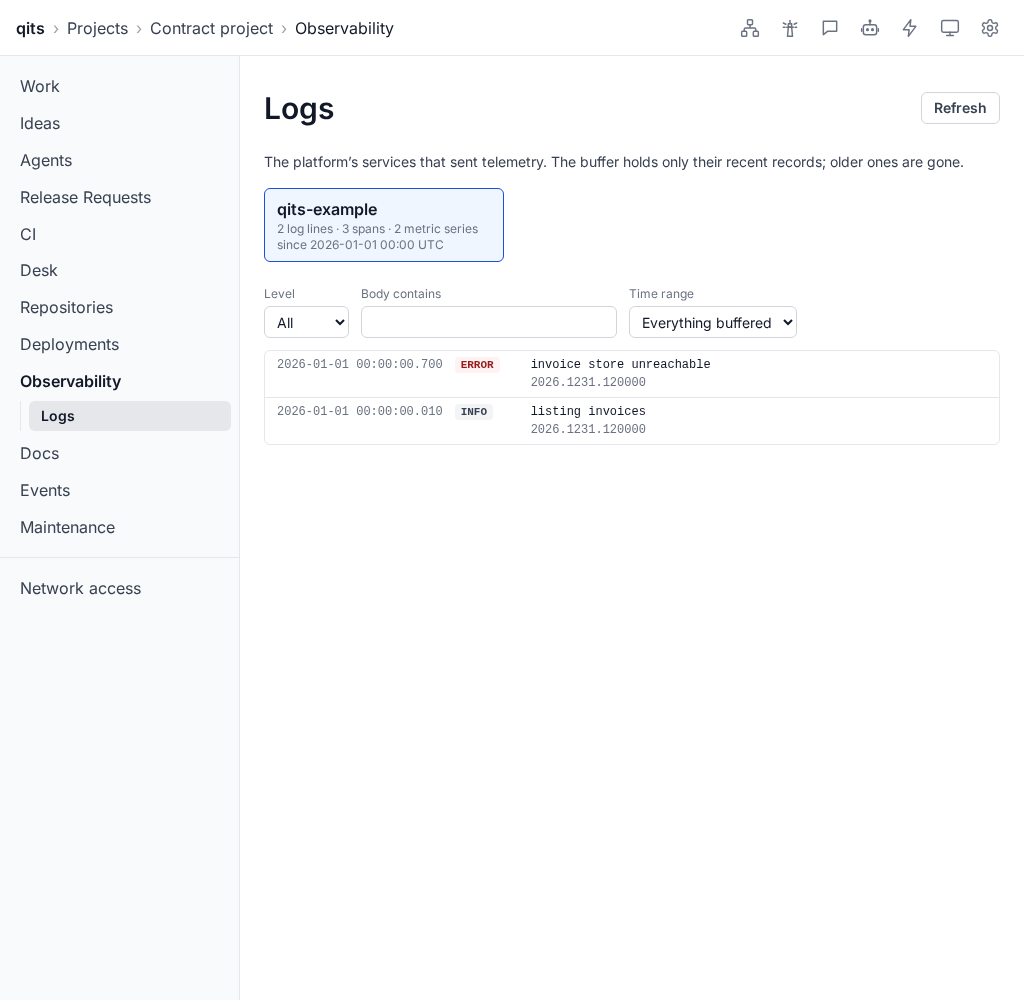 qits › Projects › Contract project › Observability
Work
Ideas
Agents
Release Requests
CI
Desk
Repositories
Deployments
Observability
Logs
Docs
Events
Maintenance
Network access
Logs
Refresh
The platform’s services that sent telemetry. The buffer holds only their recent records; older ones are gone.
qits-example
2 log lines · 3 spans · 2 metric series
since 2026-01-01 00:00 UTC
Level Body contains Time range
All Everything buffered
2026-01-01 00:00:00.700 ERROR invoice store unreachable
2026.1231.120000
2026-01-01 00:00:00.010 INFO listing invoices
2026.1231.120000